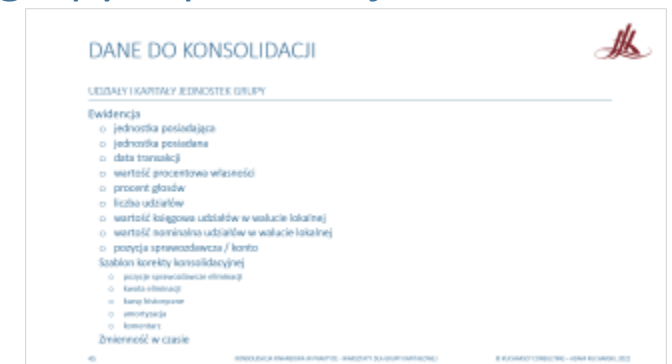 DANE DO KONSOLIDACJI
UDZIAŁY I KAPITAŁY JEDNOSTEK GRUPY
Ewidencja
o jednostka posiadająca
o jednostka posiadana
o data transakcji
o wartość procentowa własności
o procent głosów
o liczba udziałów
o wartość księgowa udziałów w walucie lokalnej
o wartość nominalna udziałów w walucie lokalnej
o pozycja sprawozdawcza / konto
Szablon korekty konsolidacyjnej
o pozycje sprawozdawcze eliminacji
o kwota eliminacji
o kursy historyczne
o amortyzacja
o komentarz
Zmienność w czasie